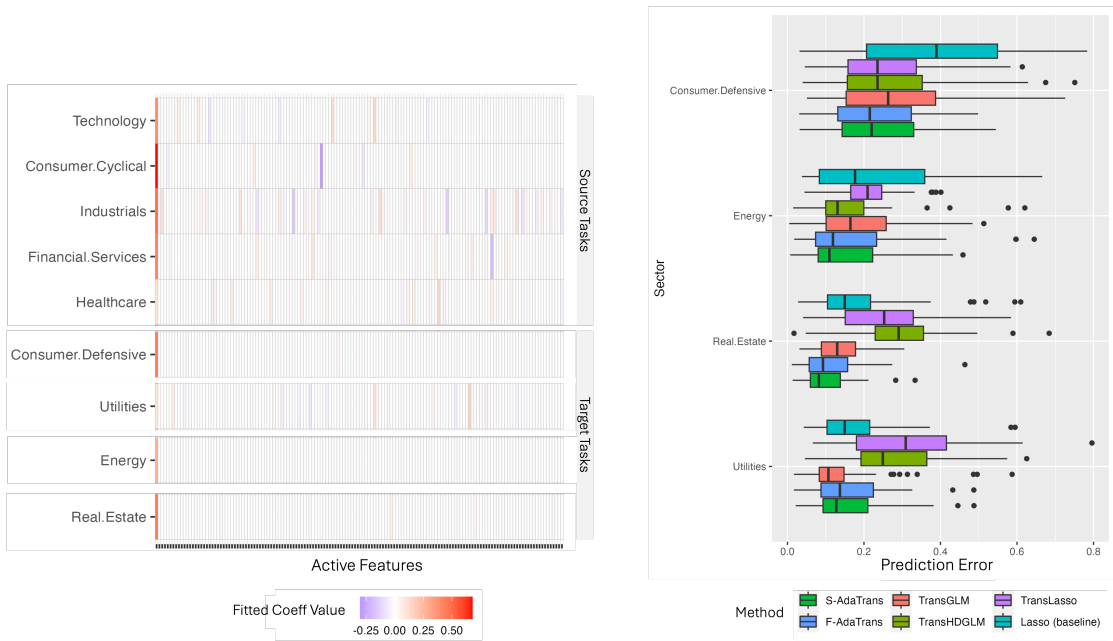 Technology
Consumer.Cyclical
Industrials
Financial.Services
Healthcare
Source Tasks
Consumer.Defensive
Utilities
Energy
Real.Estate
Target Tasks
Active Features
Fitted Coeff Value
-0.25 0.00 0.25 0.50
Sector
Consumer.Defensive
Energy
Real.Estate
Utilities
0.0 0.2 0.4 0.6 0.8
Prediction Error
Method
S-AdaTrans TransGLM TransLasso
F-AdaTrans TransHDGLM Lasso (baseline)